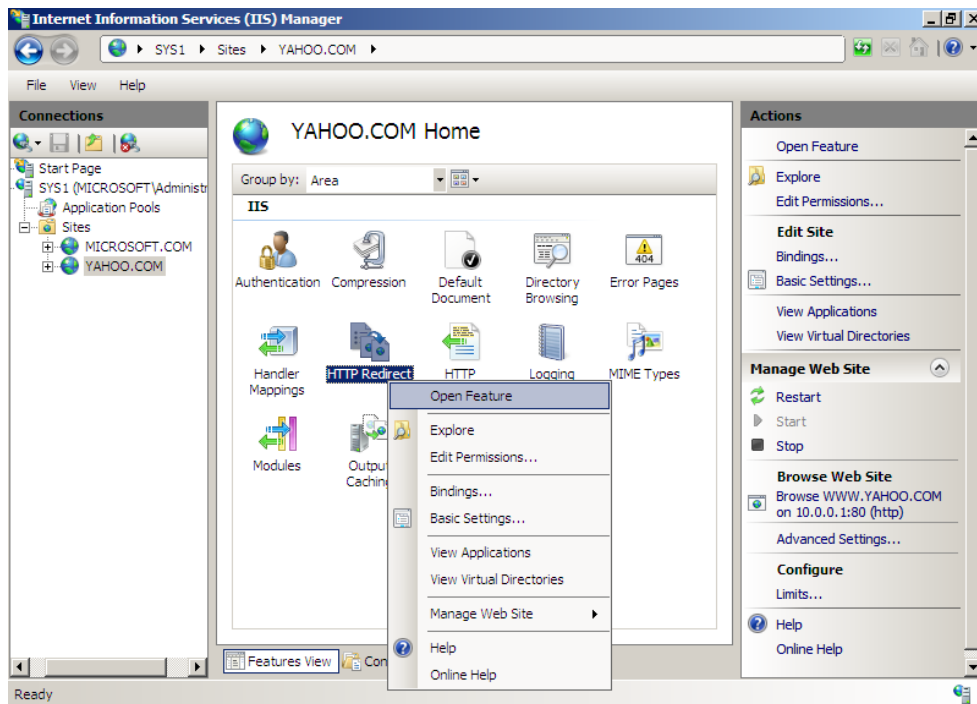 Internet Information Services (IIS) Manager
SYS1 Sites YAHOO.COM
File View Help
Connections
Start Page
SYS1 (MICROSOFT\Administr
Application Pools
Sites
MICROSOFT.COM
YAHOO.COM
YAHOO.COM Home
Group by: Area
IIS
Authentication Compression Default Document Directory Browsing Error Pages
404
Handler Mappings HTTP Redirect HTTP Logging MIME Types
Modules Output Caching
Open Feature
Explore
Edit Permissions...
Bindings...
Basic Settings...
View Applications
View Virtual Directories
Manage Web Site
Help
Online Help
Features View Con
Actions
Open Feature
Explore
Edit Permissions...
Edit Site
Bindings...
Basic Settings...
View Applications
View Virtual Directories
Manage Web Site
Restart
Start
Stop
Browse Web Site
Browse WWW.YAHOO.COM
on 10.0.0.1:80 (http)
Advanced Settings...
Configure
Limits...
Help
Online Help
Ready